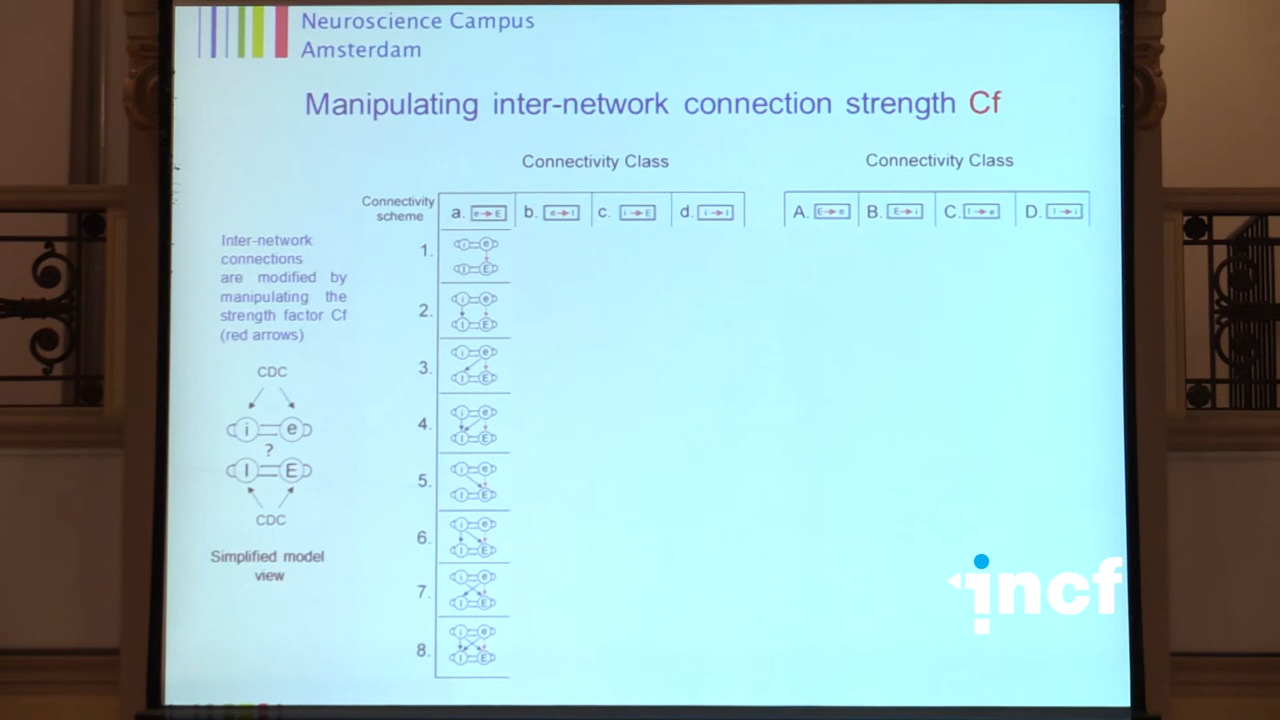 Neuroscience Campus
Amsterdam
Manipulating inter-network connection strength Cf
Connectivity Class
Connectivity Class
Connectivity
scheme
a. e E
b. e I
c. i E
d. i I
A. E e
B. E i
C. I e
D. I i
Inter-network
connections
are modified by
manipulating the
strength factor Cf
(red arrows)
CDC
i e
?
I E
CDC
Simplified model
view
1.
i e
I E
2.
i e
I E
3.
i e
I E
4.
i e
I E
5.
i e
I E
6.
i e
I E
7.
i e
I E
8.
i e
I E
incf